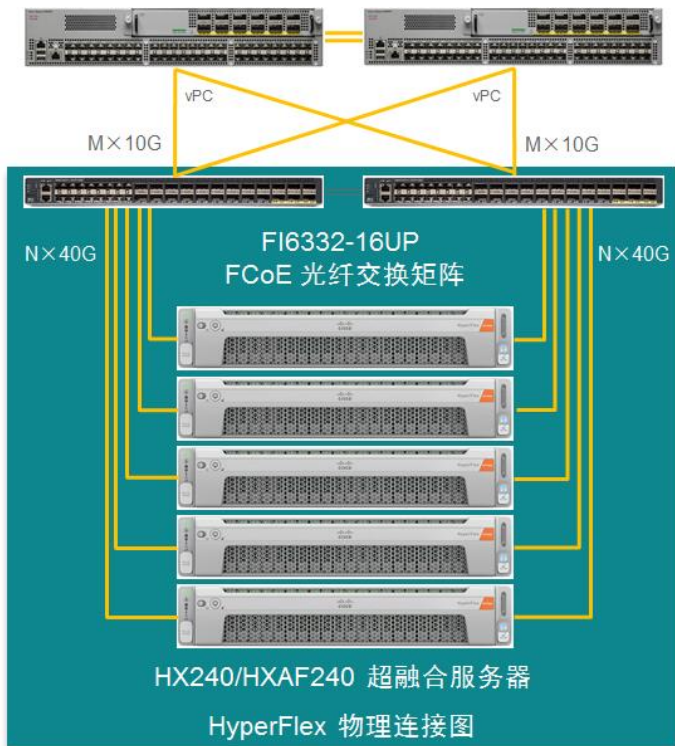 vPC
vPC
M×10G
M×10G
N×40G
N×40G
FI6332-16UP
FCoE 光纤交换矩阵
HX240/HXAF240 超融合服务器
HyperFlex 物理连接图